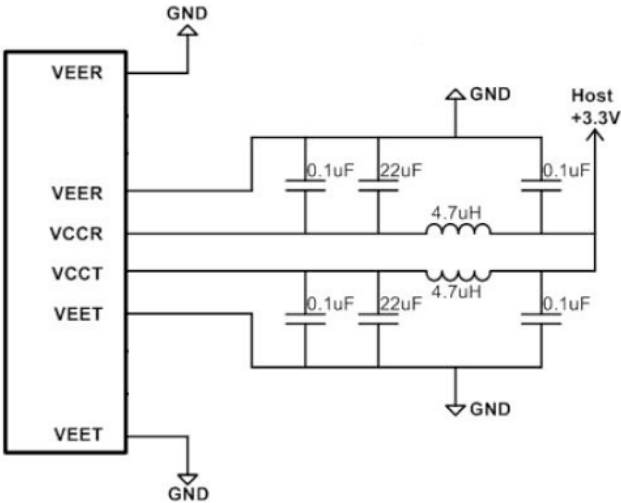 GND
VEER
GND
Host
+3.3V
0.1uF
22uF
0.1uF
VEER
4.7uH
VCCR
VCCT
4.7uH
0.1uF
22uF
0.1uF
VEET
GND
VEET
GND